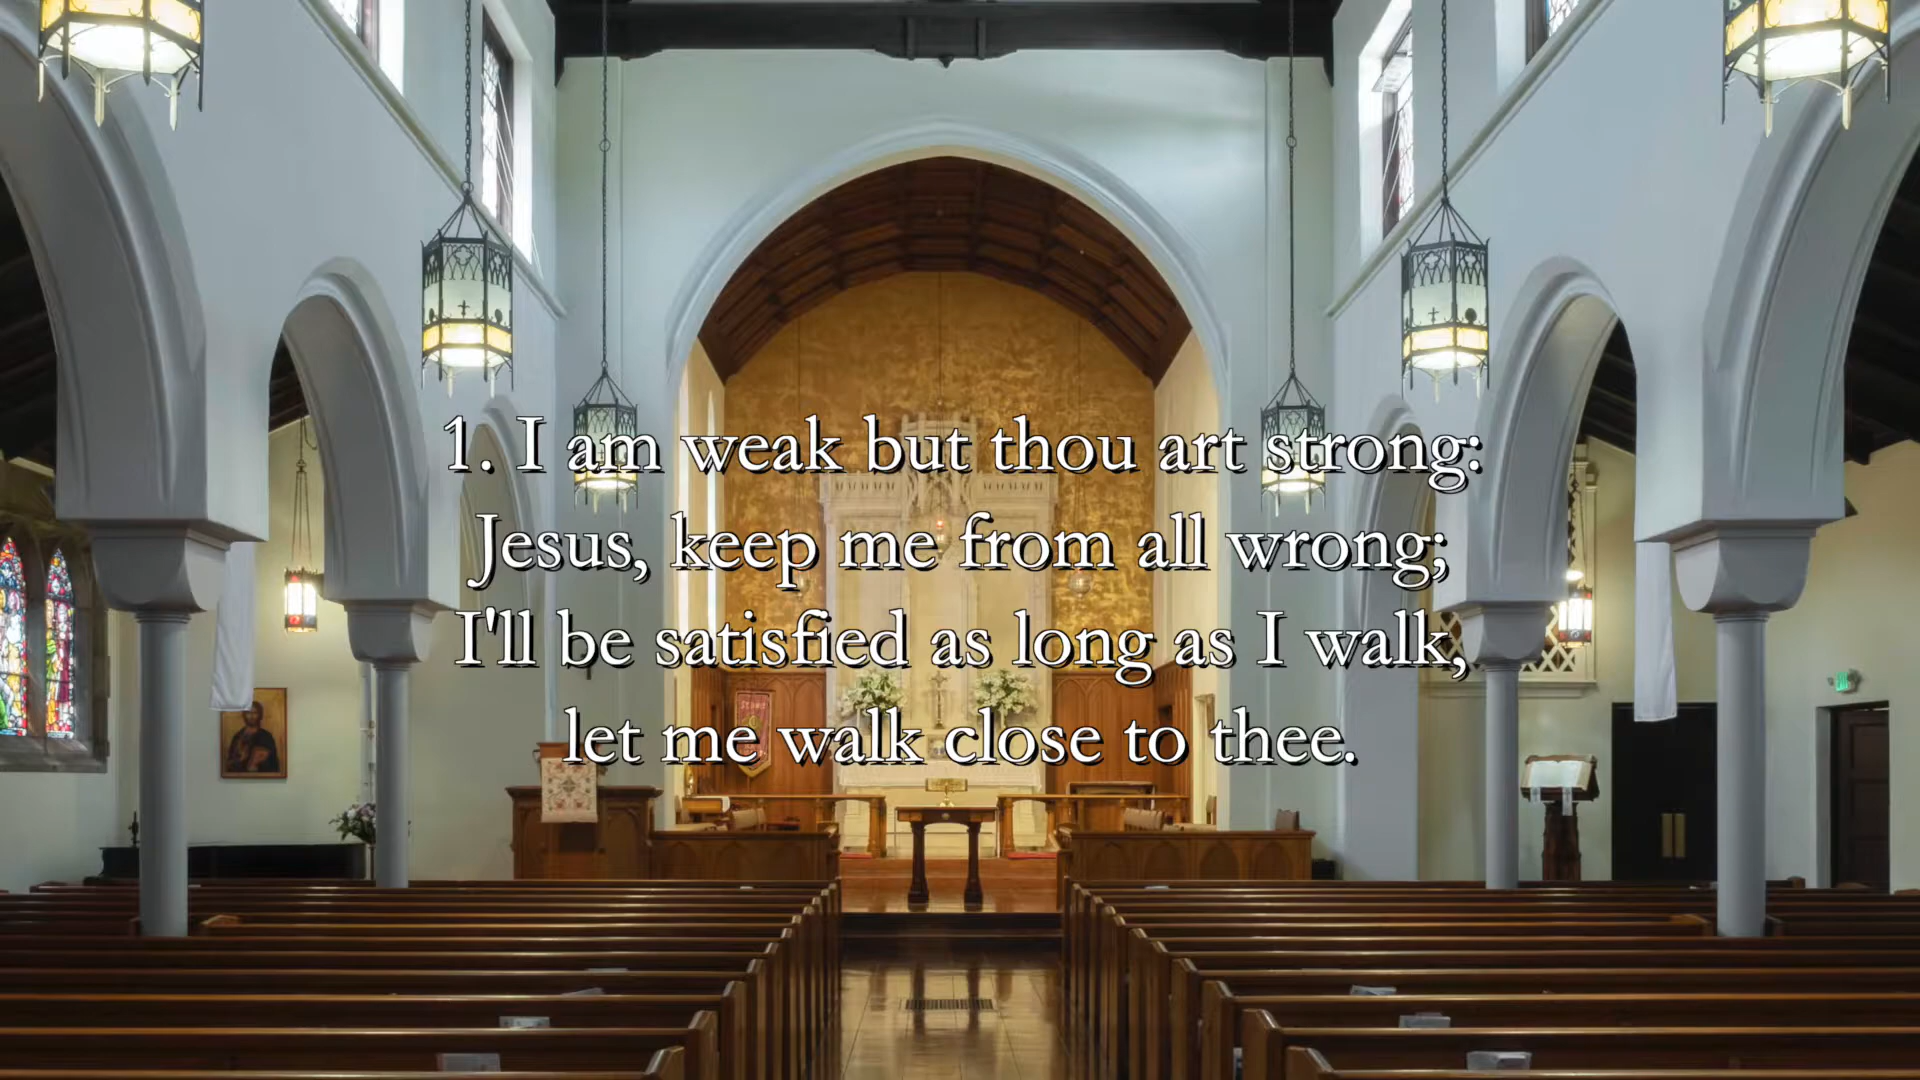 1. I am weak but thou art strong:
Jesus, keep me from all wrong;
I'll be satisfied as long as I walk,
let me walk close to thee.